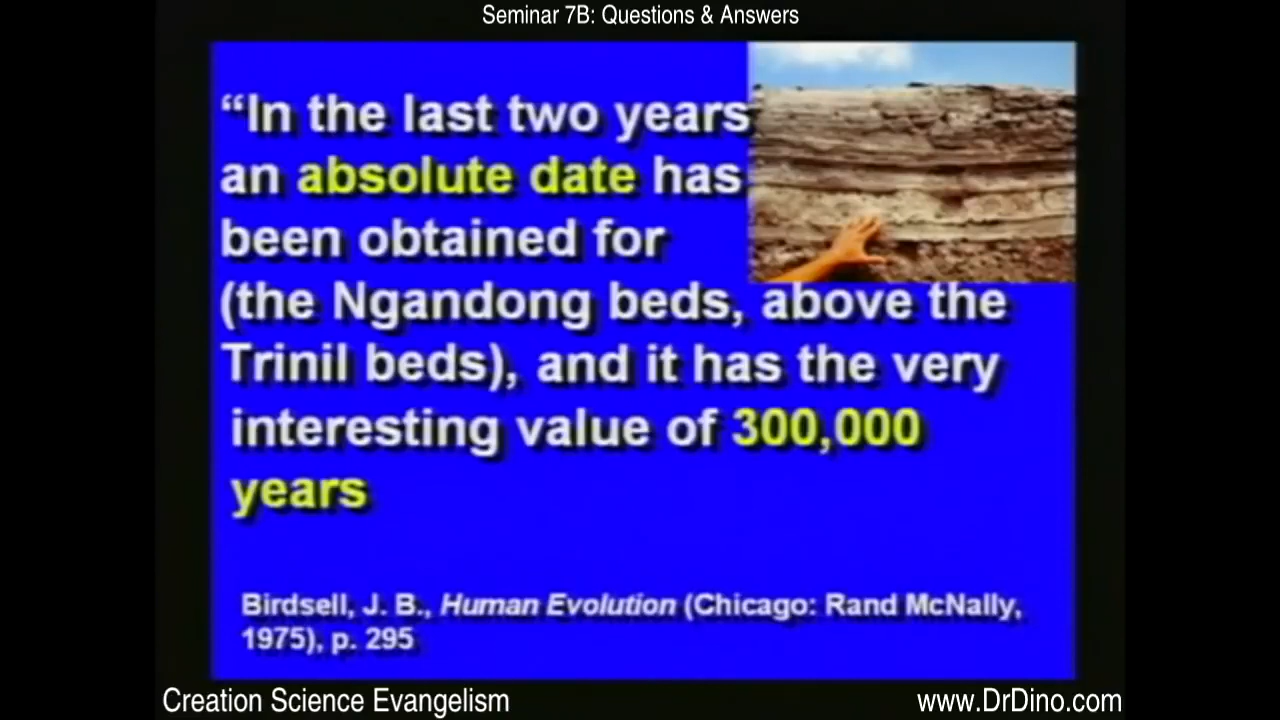 Seminar 7B: Questions & Answers
“In the last two years
an absolute date has
been obtained for
(the Ngandong beds, above the
Trinil beds), and it has the very
interesting value of 300,000
years
Birdsell, J. B., Human Evolution (Chicago: Rand McNally,
1975), p. 295
Creation Science Evangelism
www.DrDino.com